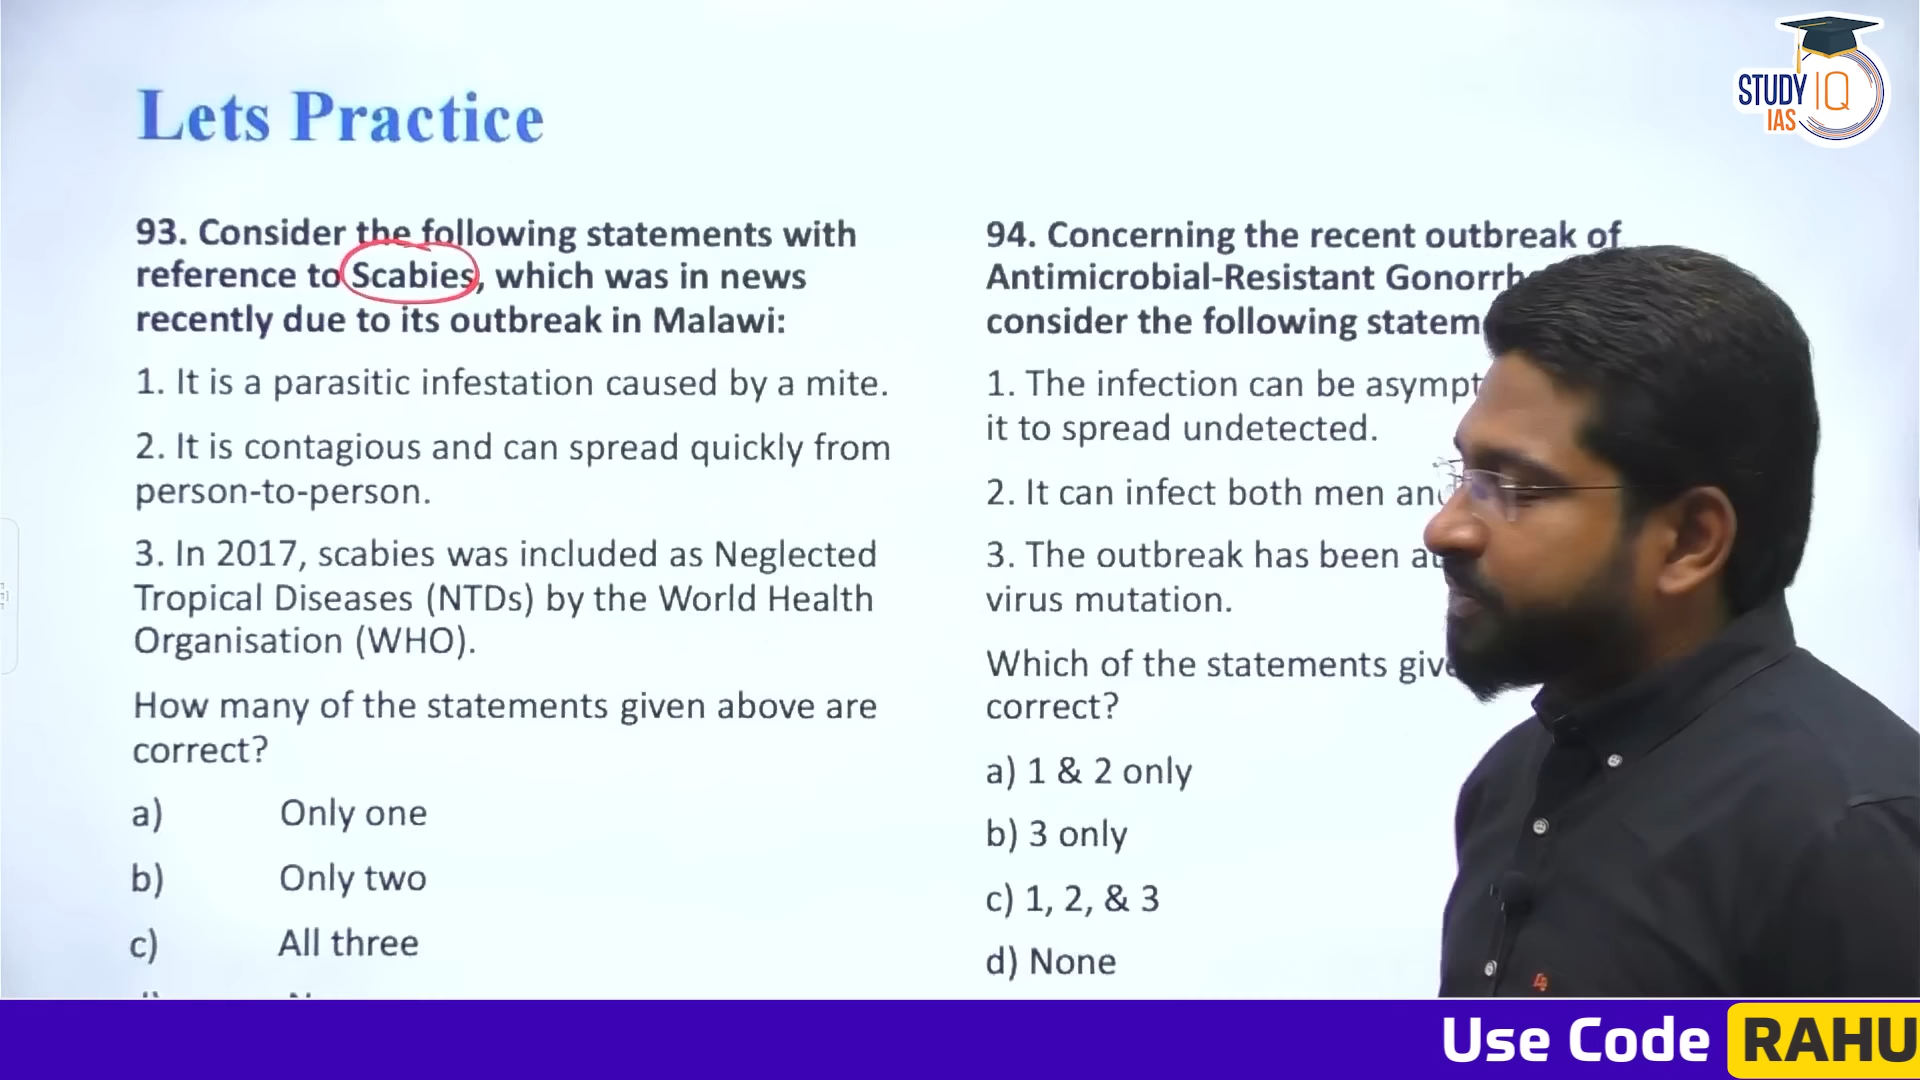 Lets Practice
STUDY IQ
IAS
93. Consider the following statements with
reference to Scabies, which was in news
recently due to its outbreak in Malawi:
1. It is a parasitic infestation caused by a mite.
2. It is contagious and can spread quickly from
person-to-person.
3. In 2017, scabies was included as Neglected
Tropical Diseases (NTDs) by the World Health
Organisation (WHO).
How many of the statements given above are
correct?
a) Only one
b) Only two
c) All three
94. Concerning the recent outbreak of
Antimicrobial-Resistant
consider the following
1. The infection can be
it to spread undetected.
2. It can infect both men
3. The outbreak has been
virus mutation.
Which of the statements
correct?
a) 1 & 2 only
b) 3 only
c) 1, 2, & 3
d) None
Use Code RAHU